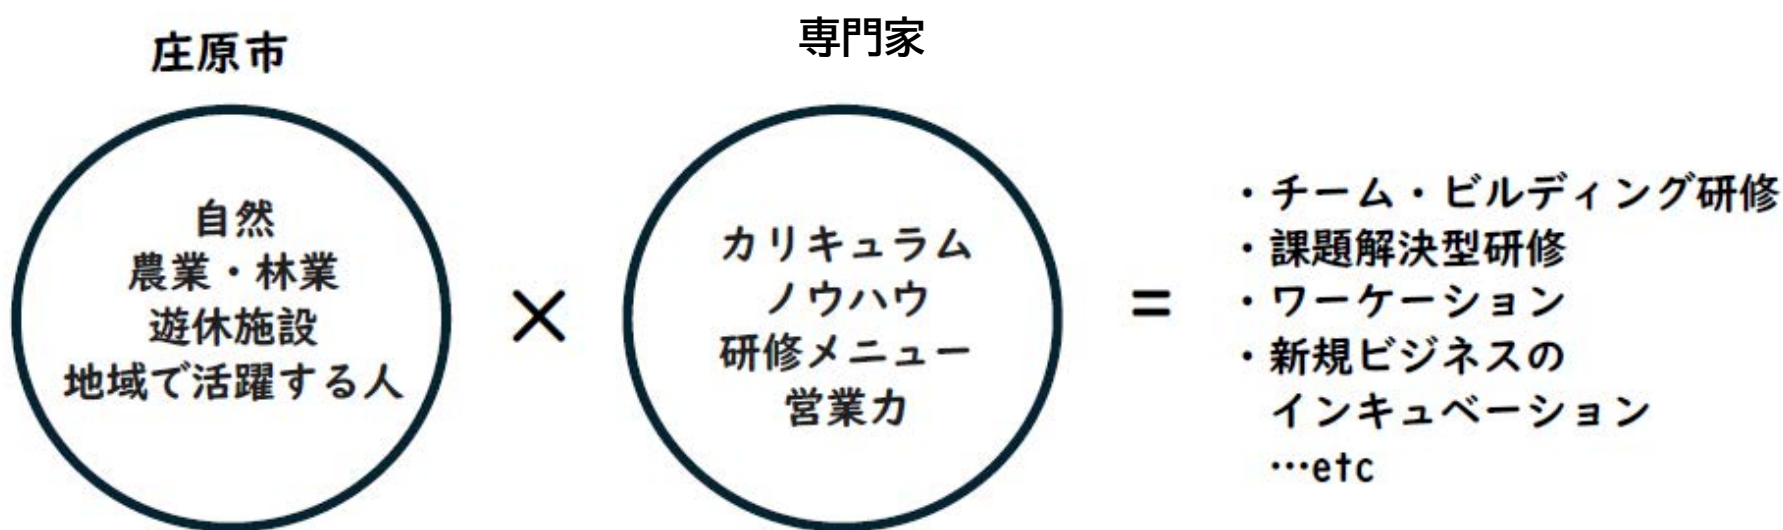 庄原市
自然
農業・林業
遊休施設
地域で活躍する人
×
専門家
カリキュラム
ノウハウ
研修メニュー
営業力
=
・チーム・ビルディング研修
・課題解決型研修
・ワーケーション
・新規ビジネスの
インキュベーション
…etc